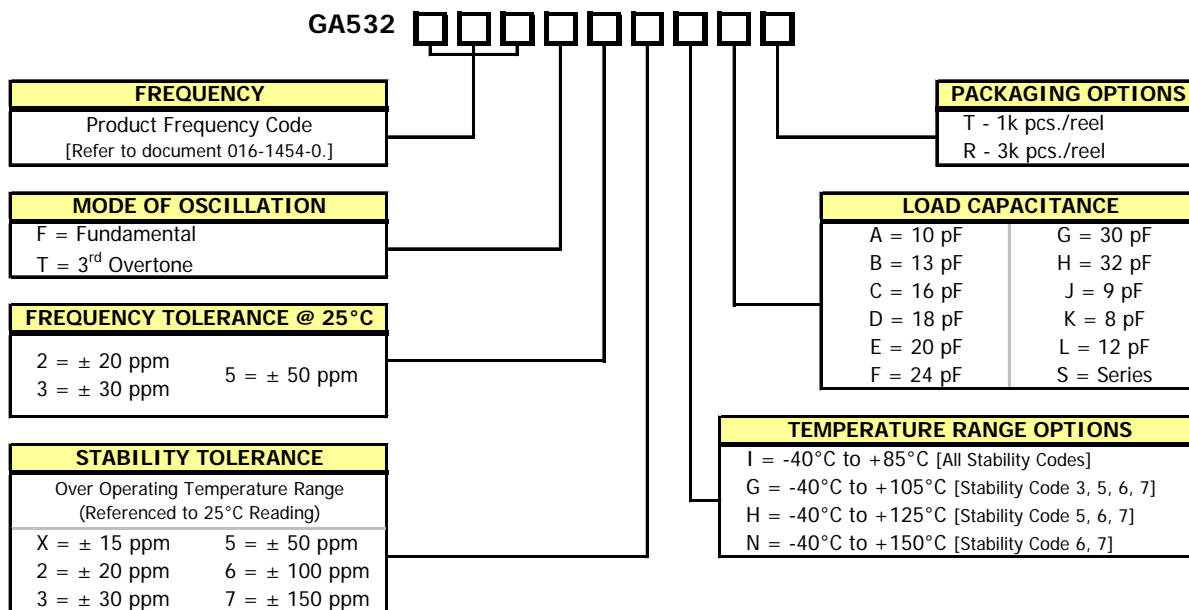 GA532
FREQUENCY
Product Frequency Code
[Refer to document 016-1454-0.]
MODE OF OSCILLATION
F = Fundamental
T = 3rd Overtone
FREQUENCY TOLERANCE @ 25°C
2 = ± 20 ppm
3 = ± 30 ppm
5 = ± 50 ppm
STABILITY TOLERANCE
Over Operating Temperature Range
(Referenced to 25°C Reading)
X = ± 15 ppm 5 = ± 50 ppm
2 = ± 20 ppm 6 = ± 100 ppm
3 = ± 30 ppm 7 = ± 150 ppm
PACKAGING OPTIONS
T - 1k pcs./reel
R - 3k pcs./reel
LOAD CAPACITANCE
A = 10 pF G = 30 pF
B = 13 pF H = 32 pF
C = 16 pF J = 9 pF
D = 18 pF K = 8 pF
E = 20 pF L = 12 pF
F = 24 pF S = Series
TEMPERATURE RANGE OPTIONS
I = -40°C to +85°C [All Stability Codes]
G = -40°C to +105°C [Stability Code 3, 5, 6, 7]
H = -40°C to +125°C [Stability Code 5, 6, 7]
N = -40°C to +150°C [Stability Code 6, 7]